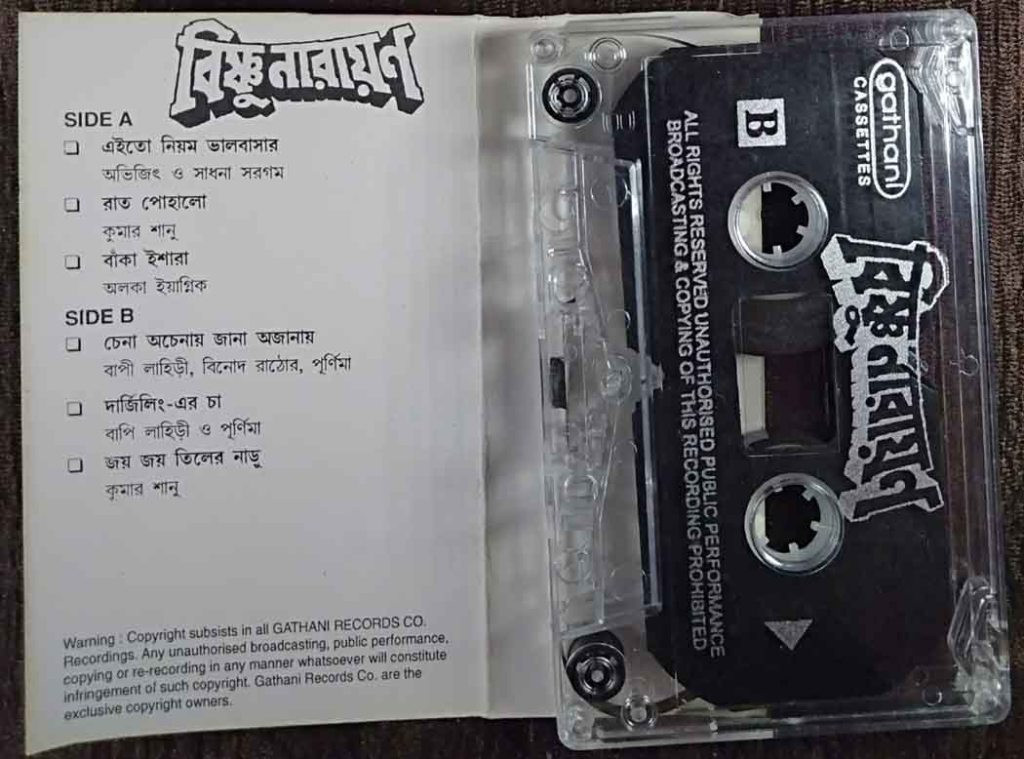 বিষ্ণুনারায়ণ
SIDE A
এইতো নিয়ম ভালবাসার
অভিজিৎ ও সাধনা সরগম
রাত পোহালো
কুমার শানু
বাঁকা ইশারা
অলকা ইয়াগ্নিক
SIDE B
চেনা অচেনায় জানা অজানায়
বাপী লাহিড়ী, বিনোদ রাঠোর, পূর্ণিমা
দার্জিলিং-এর চা
বাপি লাহিড়ী ও পূর্ণিমা
জয় জয় তিলের নাড়ু
কুমার শানু
Warning : Copyright subsists in all GATHANI RECORDS CO.
Recordings. Any unauthorised broadcasting, public performance,
copying or re-recording in any manner whatsoever will constitute
infringement of such copyright. Gathani Records Co. are the
exclusive copyright owners.
gathani
CASSETTES
B
বিষ্ণুনারায়ণ
ALL RIGHTS RESERVED UNAUTHORISED PUBLIC PERFORMANCE
BROADCASTING & COPYING OF THIS RECORDING PROHIBITED